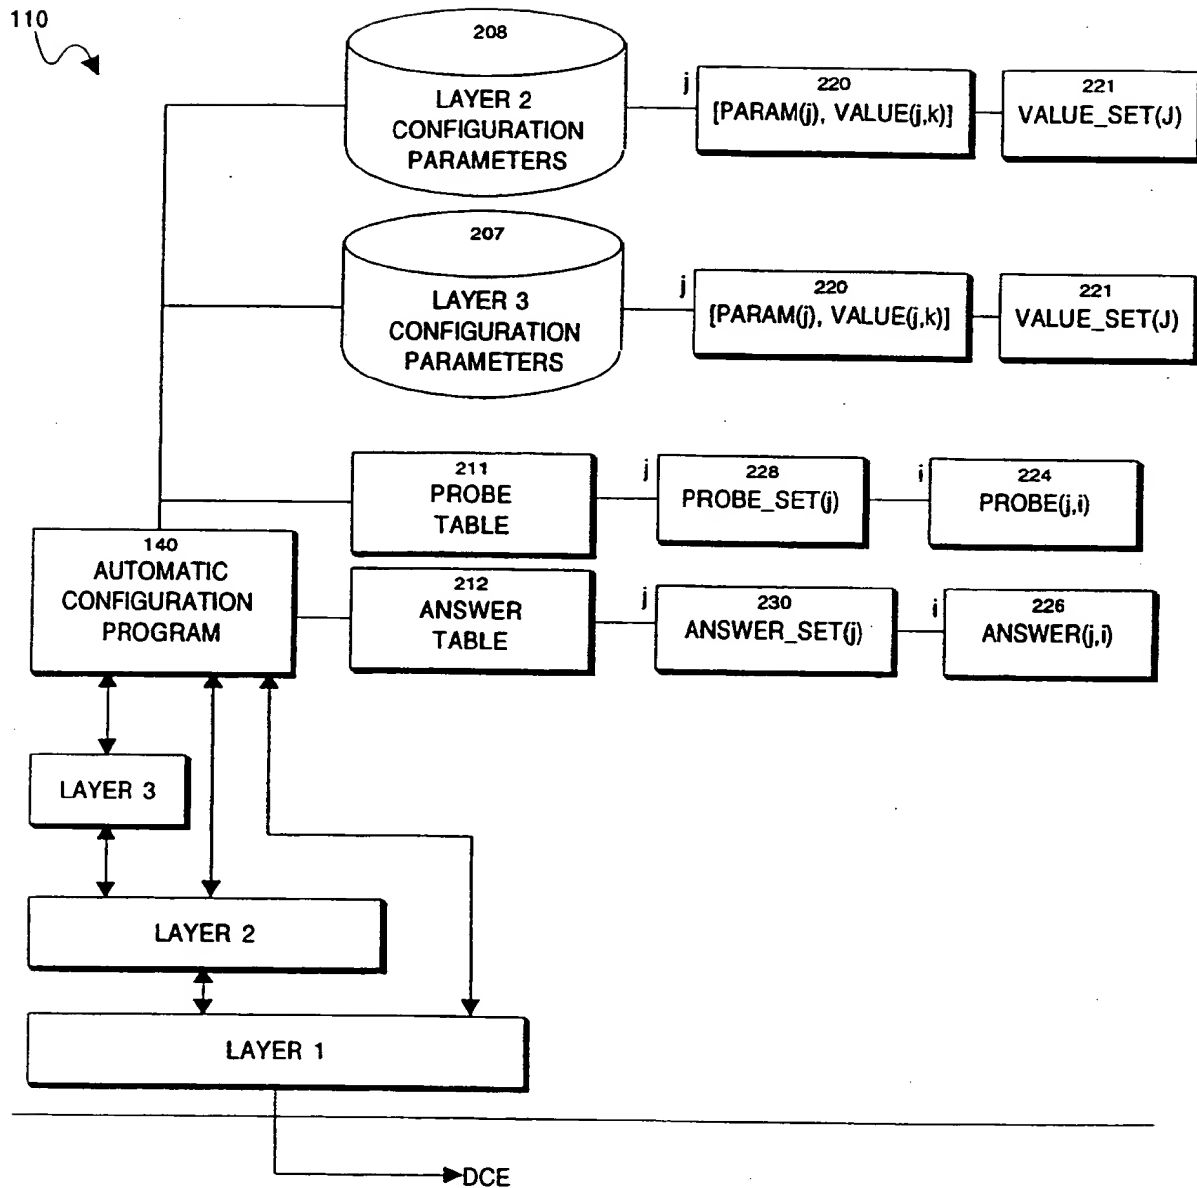 110
208
LAYER 2
CONFIGURATION
PARAMETERS
j
220
[PARAM(j), VALUE(j,k)]
221
VALUE_SET(J)
207
LAYER 3
CONFIGURATION
PARAMETERS
j
220
[PARAM(j), VALUE(j,k)]
221
VALUE_SET(J)
211
PROBE
TABLE
j
228
PROBE_SET(j)
i
224
PROBE(j,i)
140
AUTOMATIC
CONFIGURATION
PROGRAM
212
ANSWER
TABLE
j
230
ANSWER_SET(j)
i
226
ANSWER(j,i)
LAYER 3
LAYER 2
LAYER 1
DCE